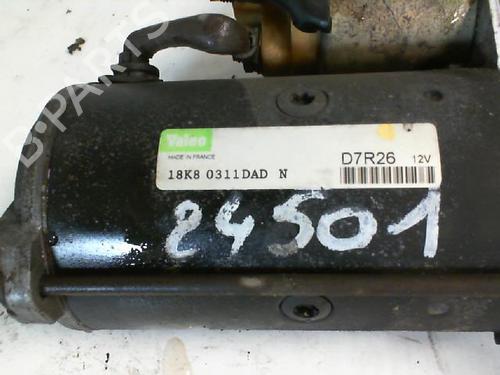 B-PARTS
Valeo
MADE IN FRANCE
D7R26 12V
18K8 0311DAD N
24501